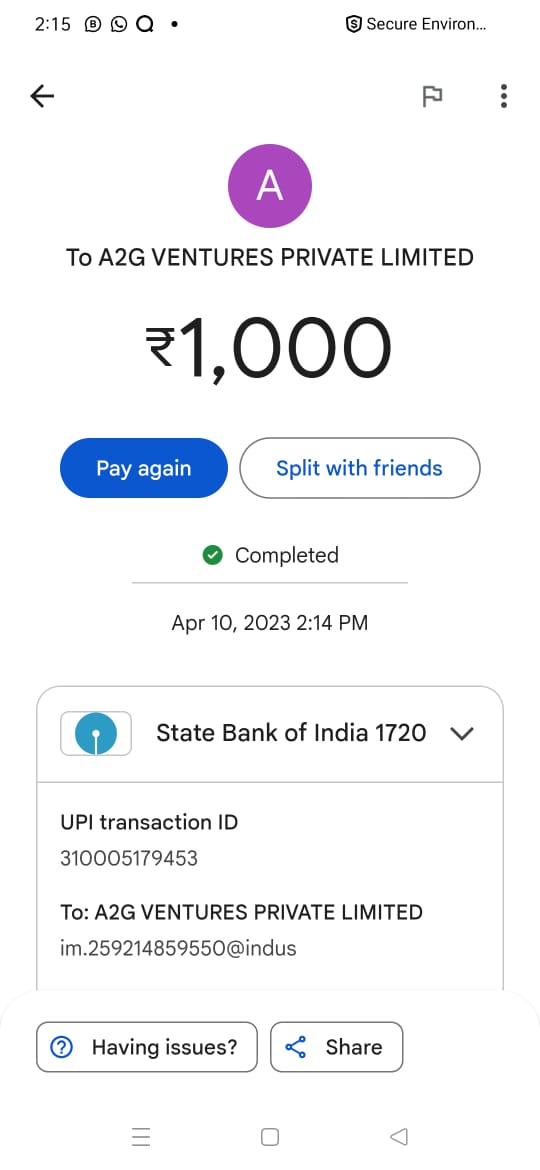 2:15
Secure Environ...
A
To A2G VENTURES PRIVATE LIMITED
₹1,000
Pay again
Split with friends
Completed
Apr 10, 2023 2:14 PM
State Bank of India 1720
UPI transaction ID
310005179453
To: A2G VENTURES PRIVATE LIMITED
im.259214859550@indus
Having issues?
Share